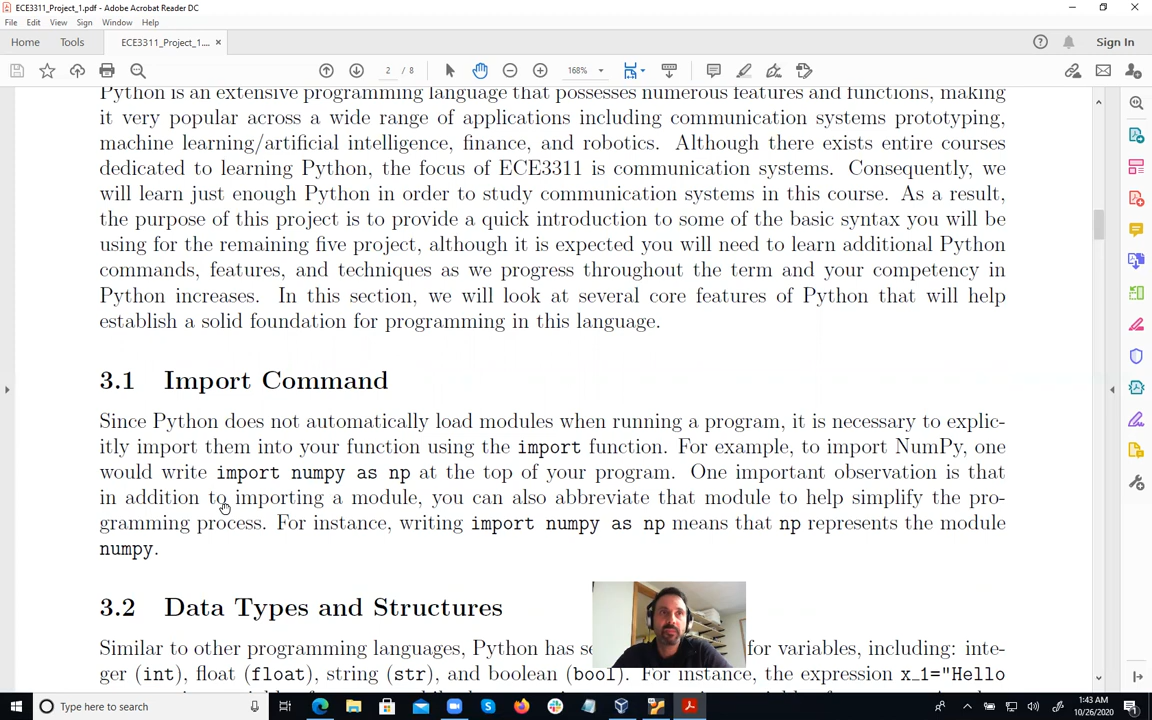 ECE3311_Project_1.pdf - Adobe Acrobat Reader DC
File Edit View Sign Window Help
Home Tools ECE3311_Project_1.... × Sign In
2 / 8 168%
Python is an extensive programming language that possesses numerous features and functions, making
it very popular across a wide range of applications including communication systems prototyping,
machine learning/artificial intelligence, finance, and robotics. Although there exists entire courses
dedicated to learning Python, the focus of ECE3311 is communication systems. Consequently, we
will learn just enough Python in order to study communication systems in this course. As a result,
the purpose of this project is to provide a quick introduction to some of the basic syntax you will be
using for the remaining five project, although it is expected you will need to learn additional Python
commands, features, and techniques as we progress throughout the term and your competency in
Python increases. In this section, we will look at several core features of Python that will help
establish a solid foundation for programming in this language.
3.1 Import Command
Since Python does not automatically load modules when running a program, it is necessary to explic-
itly import them into your function using the import function. For example, to import NumPy, one
would write import numpy as np at the top of your program. One important observation is that
in addition to importing a module, you can also abbreviate that module to help simplify the pro-
gramming process. For instance, writing import numpy as np means that np represents the module
numpy.
3.2 Data Types and Structures
Similar to other programming languages, Python has se for variables, including: inte-
ger (int), float (float), string (str), and boolean (bool). For instance, the expression x_1="Hello
Type here to search
1:43 AM
10/26/2020